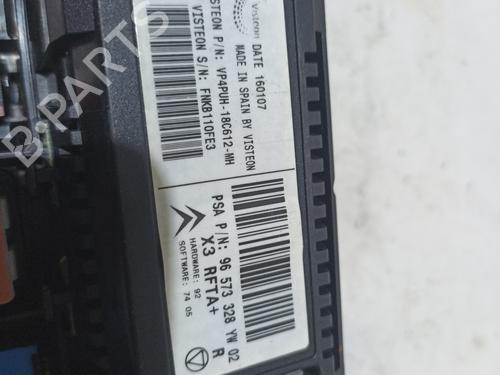 Visteon DATE 160107
MADE IN SPAIN BY VISTEON
VISTEON P/N: VP4PUH-18C612-MH
VISTEON S/N: FNKB110FE3
PSA P/N: 96 573 328 YW 02
X3 RFTA+ R
HARDWARE: 92
SOFTWARE: 74 05
B-PARTS